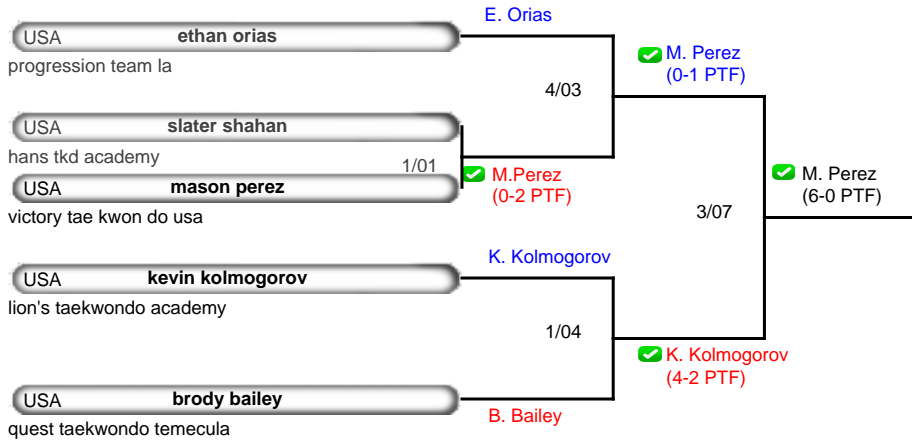 E. Orias
USA ethan orias
progression team la
M. Perez
(0-1 PTF)
4/03
USA slater shahan
hans tkd academy
1/01
M.Perez
(0-2 PTF)
USA mason perez
victory tae kwon do usa
M. Perez
(6-0 PTF)
3/07
K. Kolmogorov
USA kevin kolmogorov
lion's taekwondo academy
1/04
K. Kolmogorov
(4-2 PTF)
USA brody bailey
B. Bailey
quest taekwondo temecula